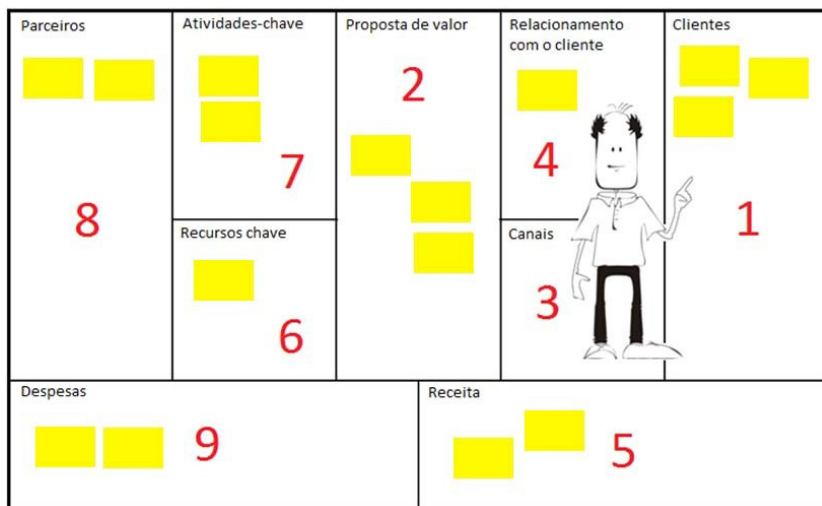 Parceiros
8
Atividades-chave
7
Recursos chave
6
Proposta de valor
2
Relacionamento
com o cliente
4
Canais
3
Clientes
1
Despesas
9
Receita
5